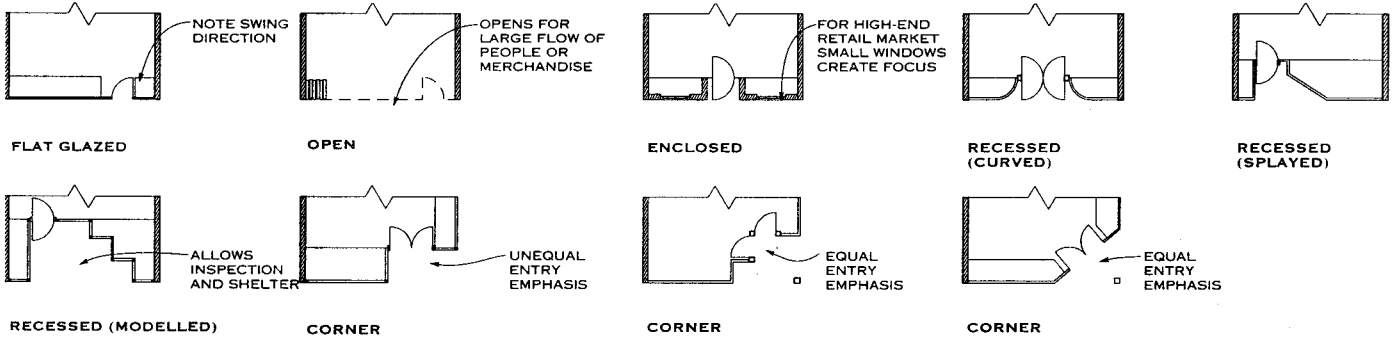 NOTE SWING
DIRECTION
OPENS FOR
LARGE FLOW OF
PEOPLE OR
MERCHANDISE
FOR HIGH-END
RETAIL MARKET
SMALL WINDOWS
CREATE FOCUS
FLAT GLAZED
OPEN
ENCLOSED
RECESSED
(CURVED)
RECESSED
(SPLAYED)
ALLOWS
INSPECTION
AND SHELTER
UNEQUAL
ENTRY
EMPHASIS
EQUAL
ENTRY
EMPHASIS
EQUAL
ENTRY
EMPHASIS
RECESSED (MODELLED)
CORNER
CORNER
CORNER